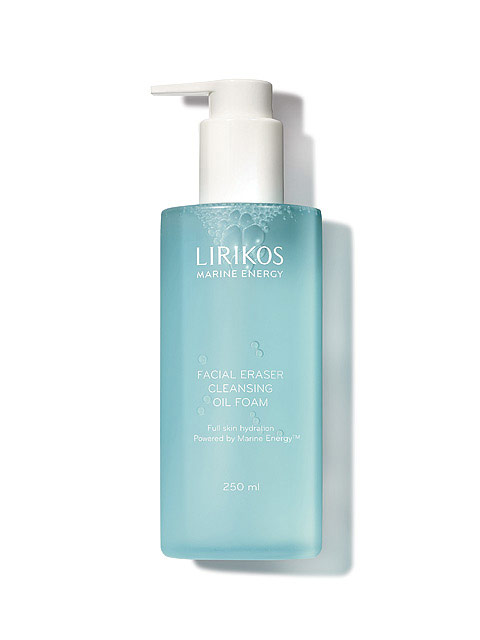 LIRIKOS
MARINE ENERGY
FACIAL ERASER
CLEANSING
OIL FOAM
Full skin hydration
Powered by Marine Energy™
250 ml